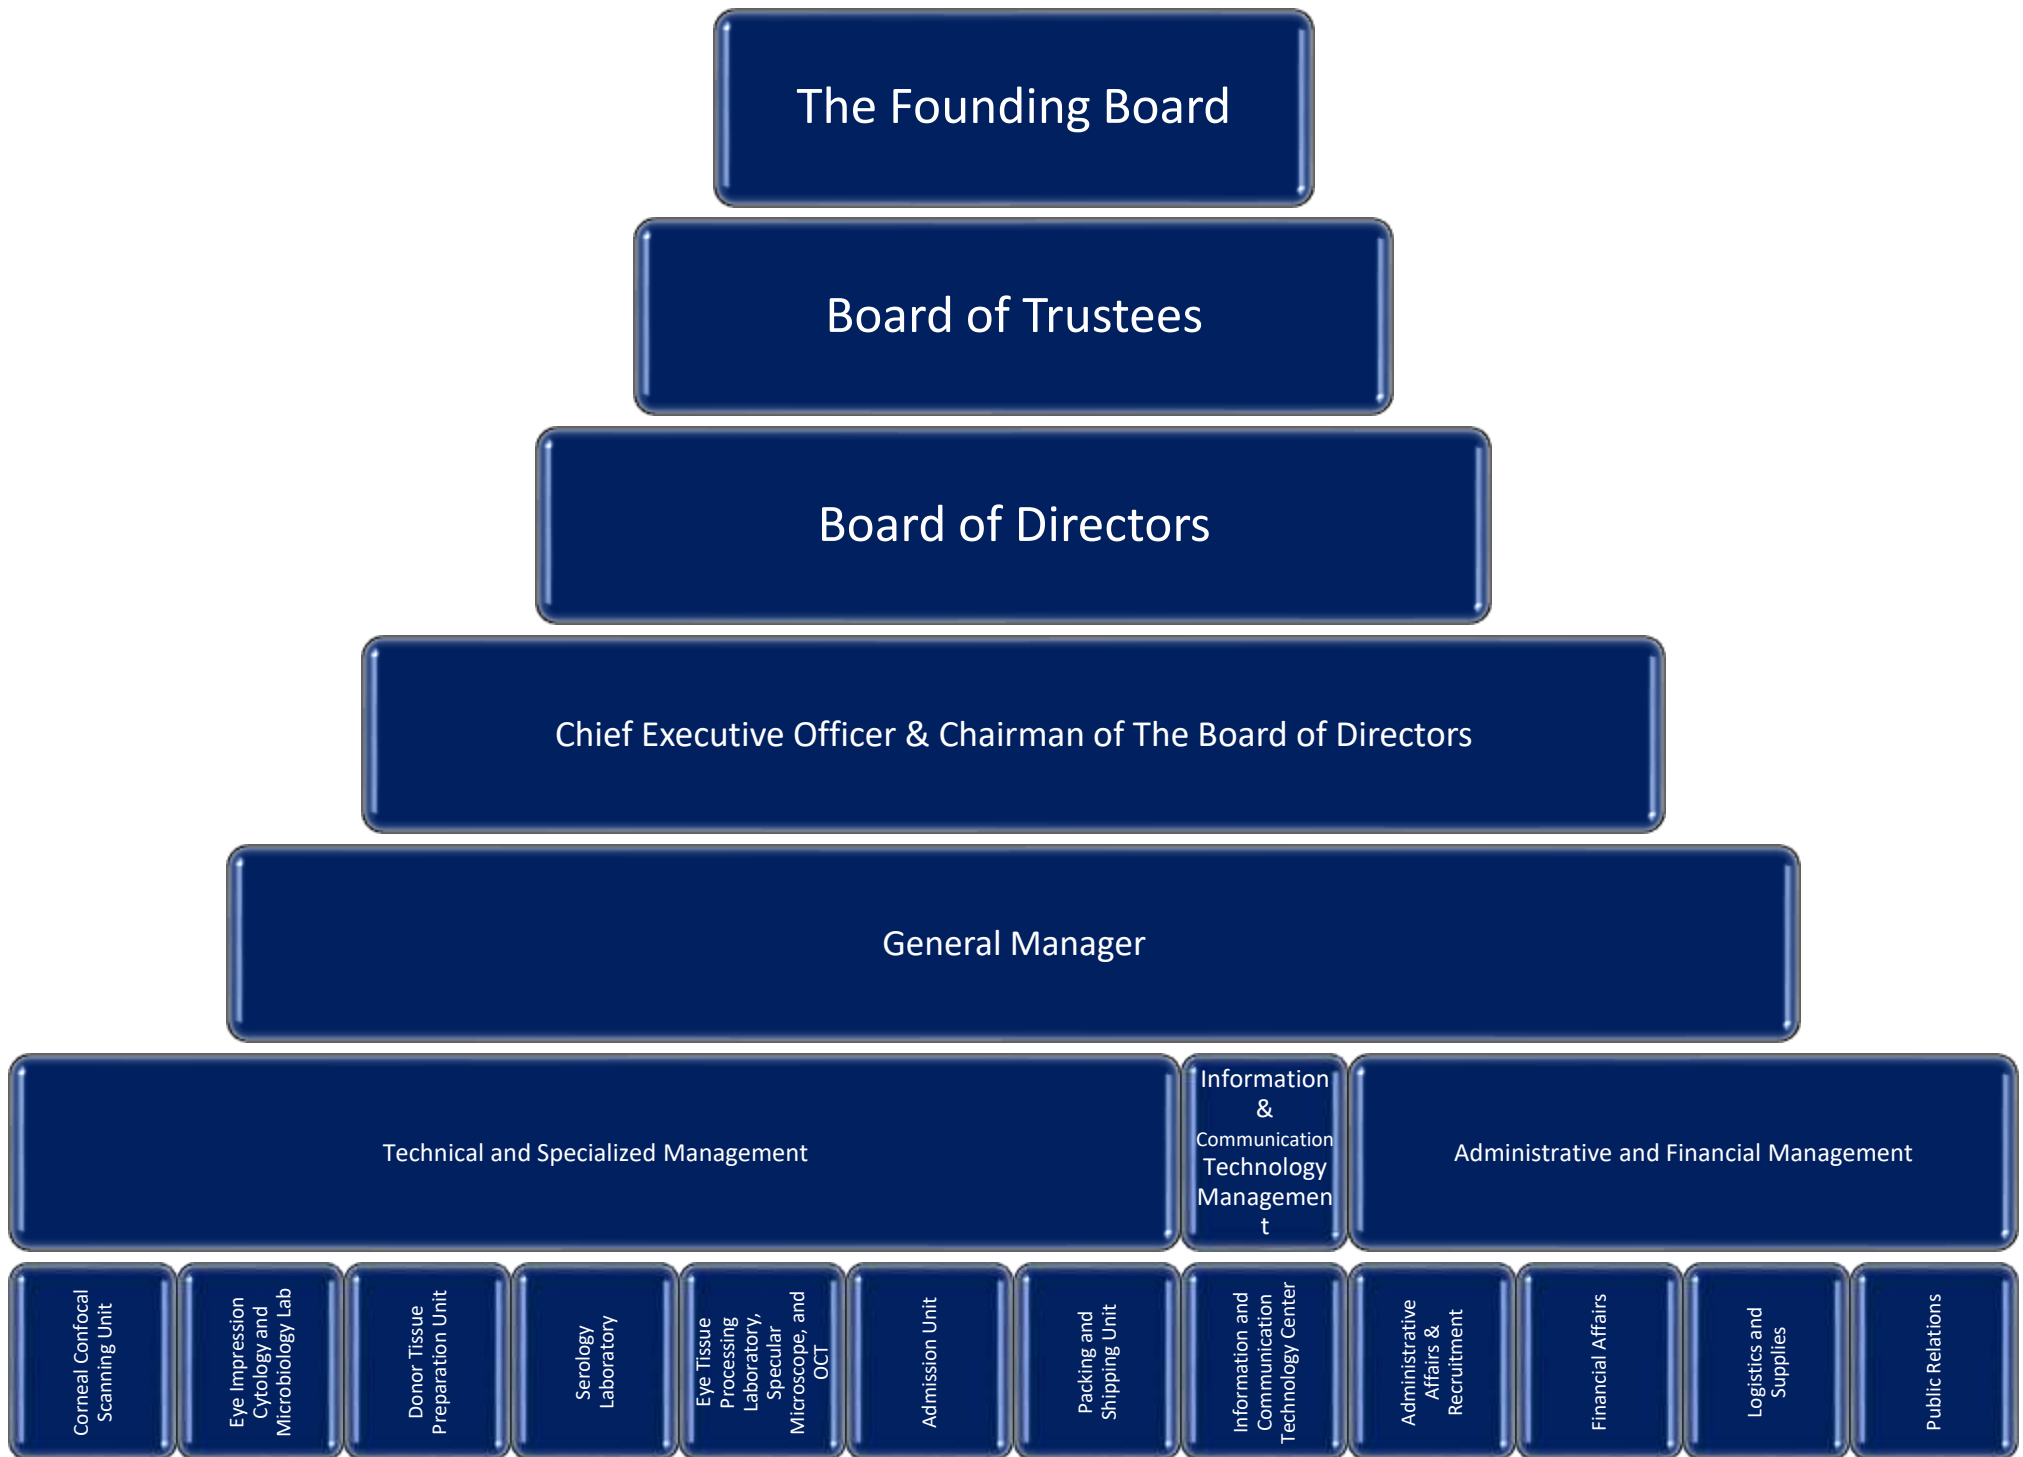 The Founding Board
Board of Trustees
Board of Directors
Chief Executive Officer & Chairman of The Board of Directors
General Manager
Technical and Specialized Management
Information
&
Communication
Technology
Managemen
t
Administrative and Financial Management
Corneal Confocal
Scanning Unit
Eye Impression
Cytology and
Microbiology Lab
Donor Tissue
Preparation Unit
Serology
Laboratory
Eye Tissue
Processing
Laboratory,
Specular
Microscope, and
OCT
Admission Unit
Packing and
Shipping Unit
Information and
Communication
Technology Center
Administrative
Affairs &
Recruitment
Financial Affairs
Logistics and
Supplies
Public Relations